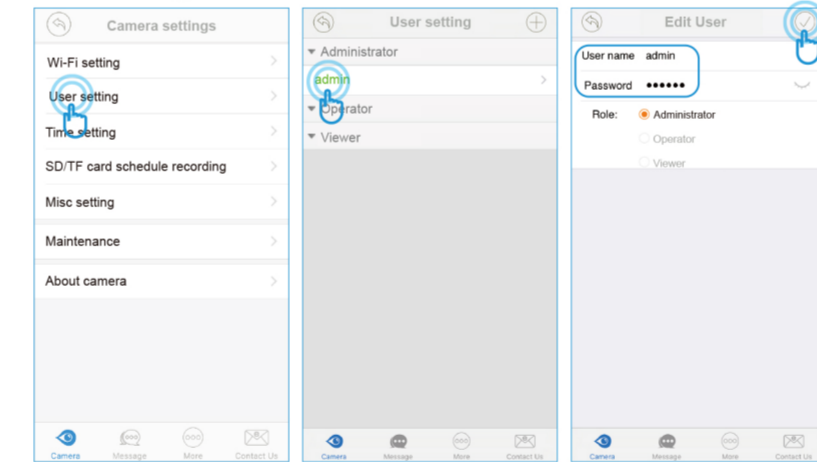 Camera settings
Wi-Fi setting
User setting
Time setting
SD/TF card schedule recording
Misc setting
Maintenance
About camera
Camera Message More Contact Us
User setting
Administrator
admin
Operator
Viewer
Camera Message More Contact Us
Edit User
User name admin
Password ●●●●●●
Role: Administrator
Operator
Viewer
Camera Message More Contact Us